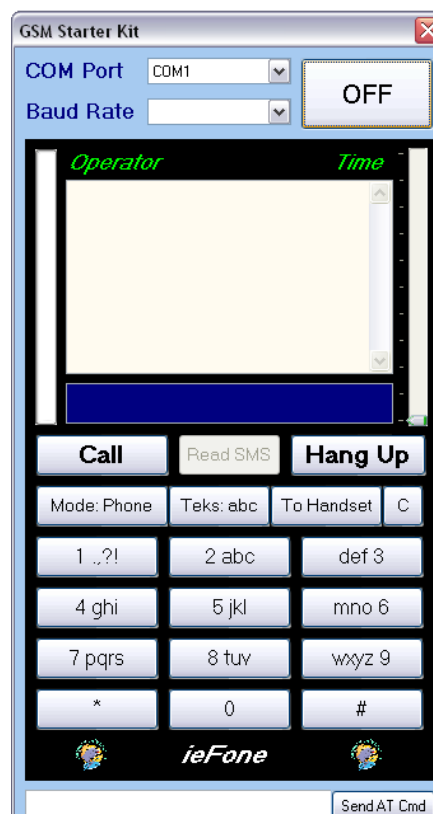 GSM Starter Kit
COM Port COM1
OFF
Baud Rate
Operator Time
Call Read SMS Hang Up
Mode: Phone Teks: abc To Handset C
1 .,?! 2 abc def 3
4 ghi 5 jkl mno 6
7 pqrs 8 tuv wxyz 9
* 0 #
ieFone
Send AT Cmd